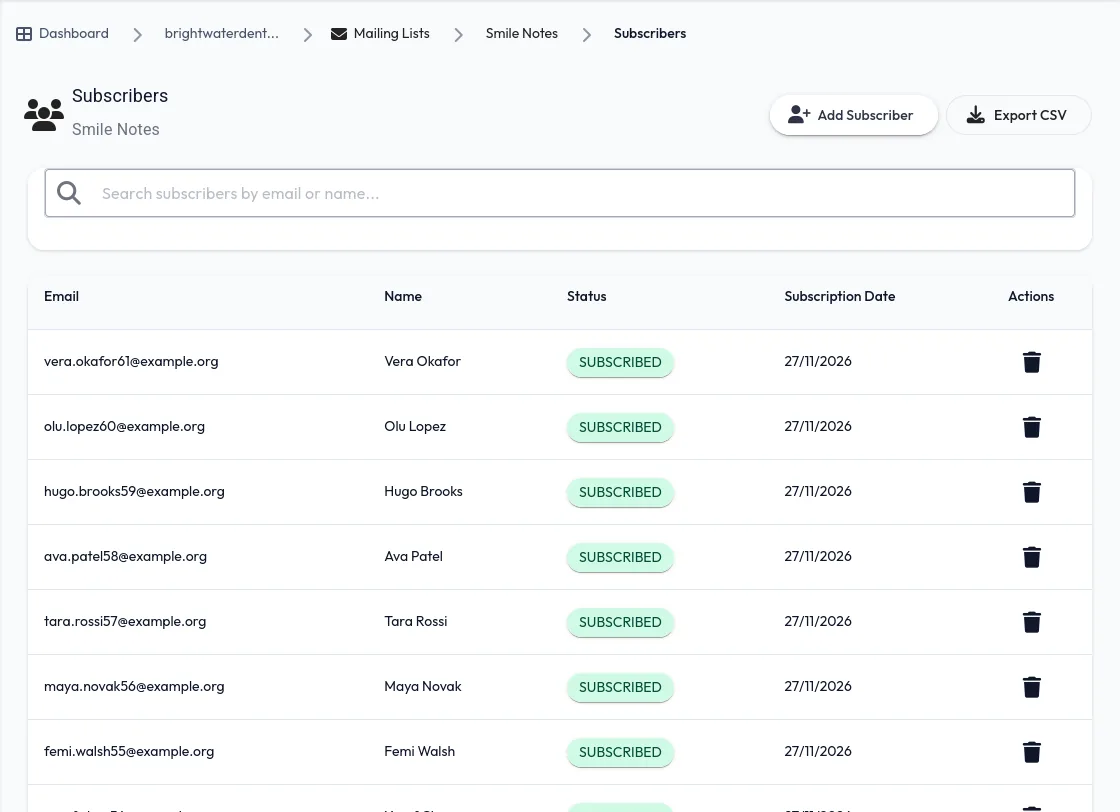 Dashboard > brightwaterdent... > Mailing Lists > Smile Notes > Subscribers
Subscribers
Smile Notes
Add Subscriber
Export CSV
Search subscribers by email or name...
Email Name Status Subscription Date Actions
vera.okafor61@example.org Vera Okafor SUBSCRIBED 27/11/2026
olu.lopez60@example.org Olu Lopez SUBSCRIBED 27/11/2026
hugo.brooks59@example.org Hugo Brooks SUBSCRIBED 27/11/2026
ava.patel58@example.org Ava Patel SUBSCRIBED 27/11/2026
tara.rossi57@example.org Tara Rossi SUBSCRIBED 27/11/2026
maya.novak56@example.org Maya Novak SUBSCRIBED 27/11/2026
femi.walsh55@example.org Femi Walsh SUBSCRIBED 27/11/2026